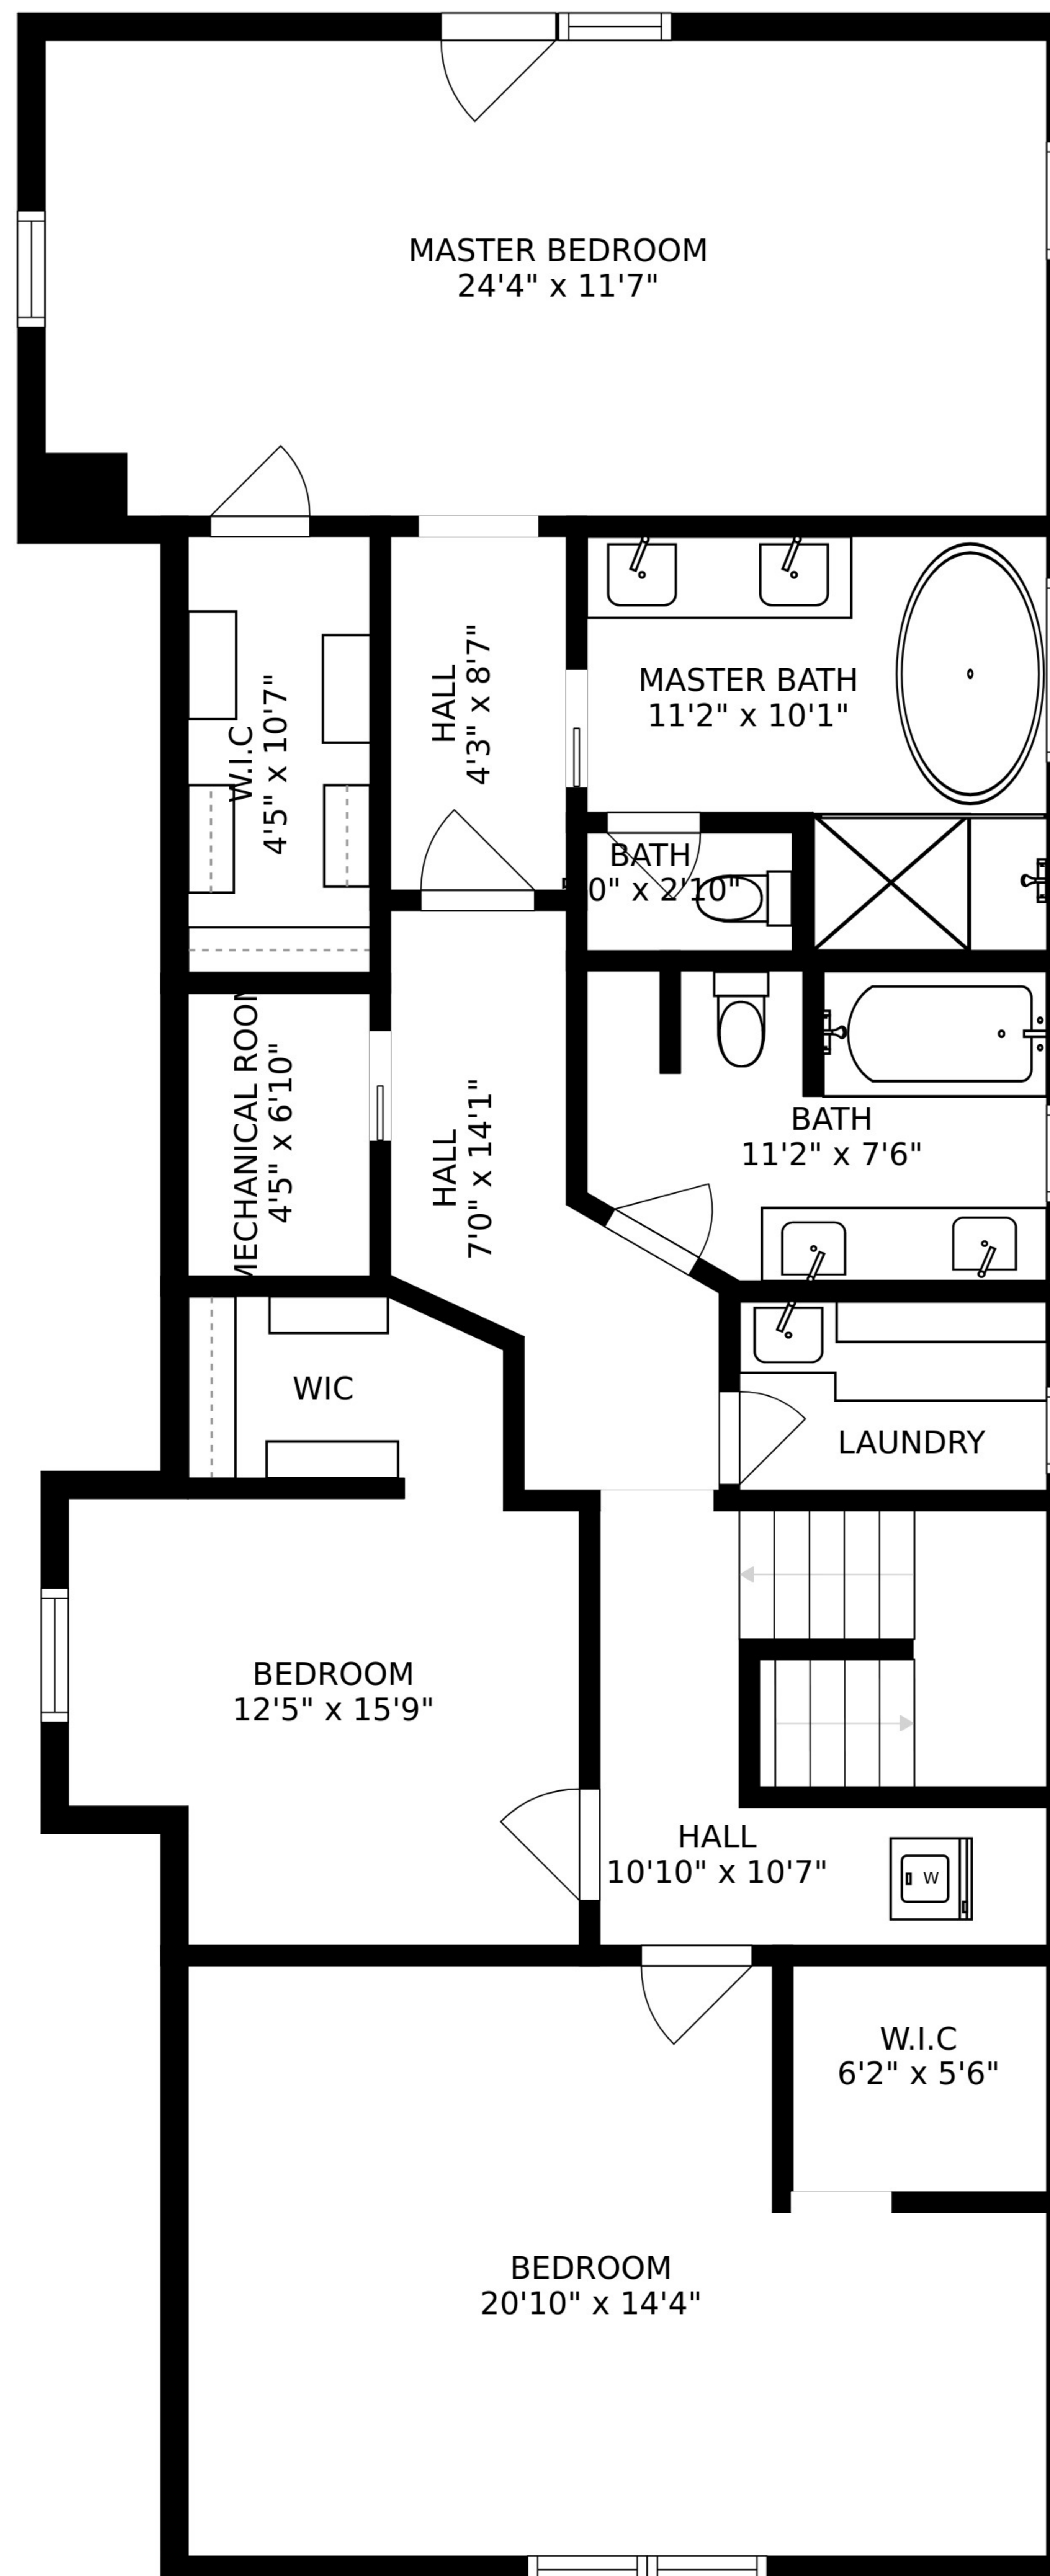 MASTER BEDROOM
24'4" x 11'7"
HALL
4'3" x 8'7"
MASTER BATH
11'2" x 10'1"
W.I.C
4'5" x 10'7"
BATH
0" x 2'10"
MECHANICAL ROOM
4'5" x 6'10"
HALL
7'0" x 14'1"
BATH
11'2" x 7'6"
WIC
LAUNDRY
BEDROOM
12'5" x 15'9"
HALL
10'10" x 10'7"
W
W.I.C
6'2" x 5'6"
BEDROOM
20'10" x 14'4"